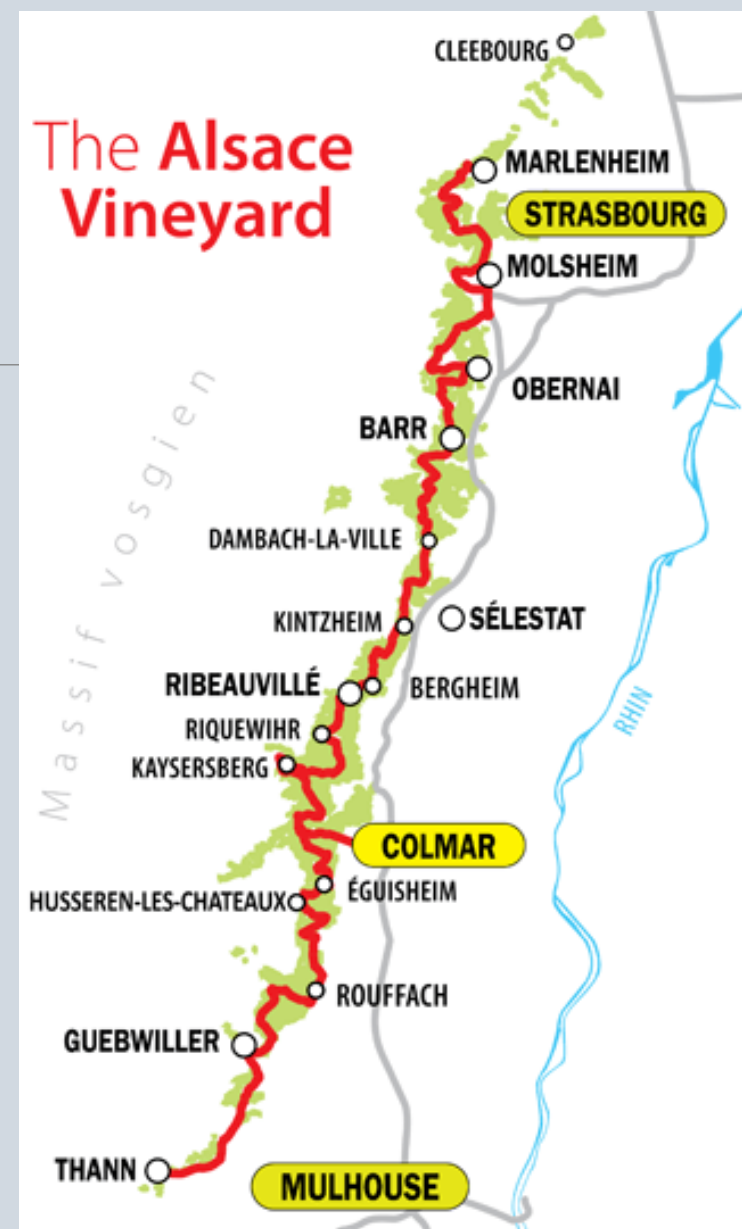 CLEEBOURG
The Alsace
Vineyard
MARLENHEIM
STRASBOURG
MOLSHEIM
OBERNAI
BARR
Massif vosgien
DAMBACH-LA-VILLE
KINTZHEIM
SÉLESTAT
RIBEAUVILLÉ
BERGHEIM
RHIN
RIQUEWIHR
KAYSERSBERG
COLMAR
ÉGUISHEIM
HUSSEREN-LES-CHATEAUX
ROUFFACH
GUEBWILLER
THANN
MULHOUSE